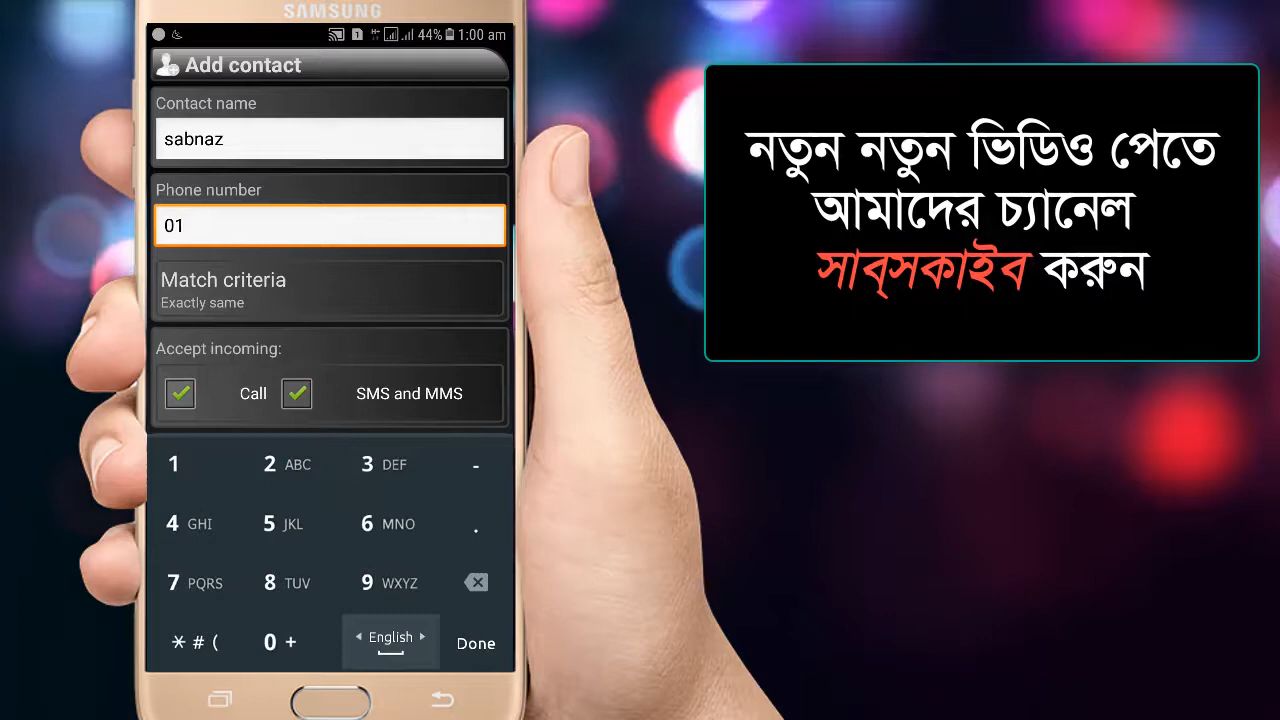 SAMSUNG
44% 1:00 am
Add contact
Contact name
sabnaz
Phone number
01
Match criteria
Exactly same
Accept incoming:
Call SMS and MMS
1 2 ABC 3 DEF -
4 GHI 5 JKL 6 MNO .
7 PQRS 8 TUV 9 WXYZ
* # ( 0 + English Done
নতুন নতুন ভিডিও পেতে
আমাদের চ্যানেল
সাব্সকাইব করুন